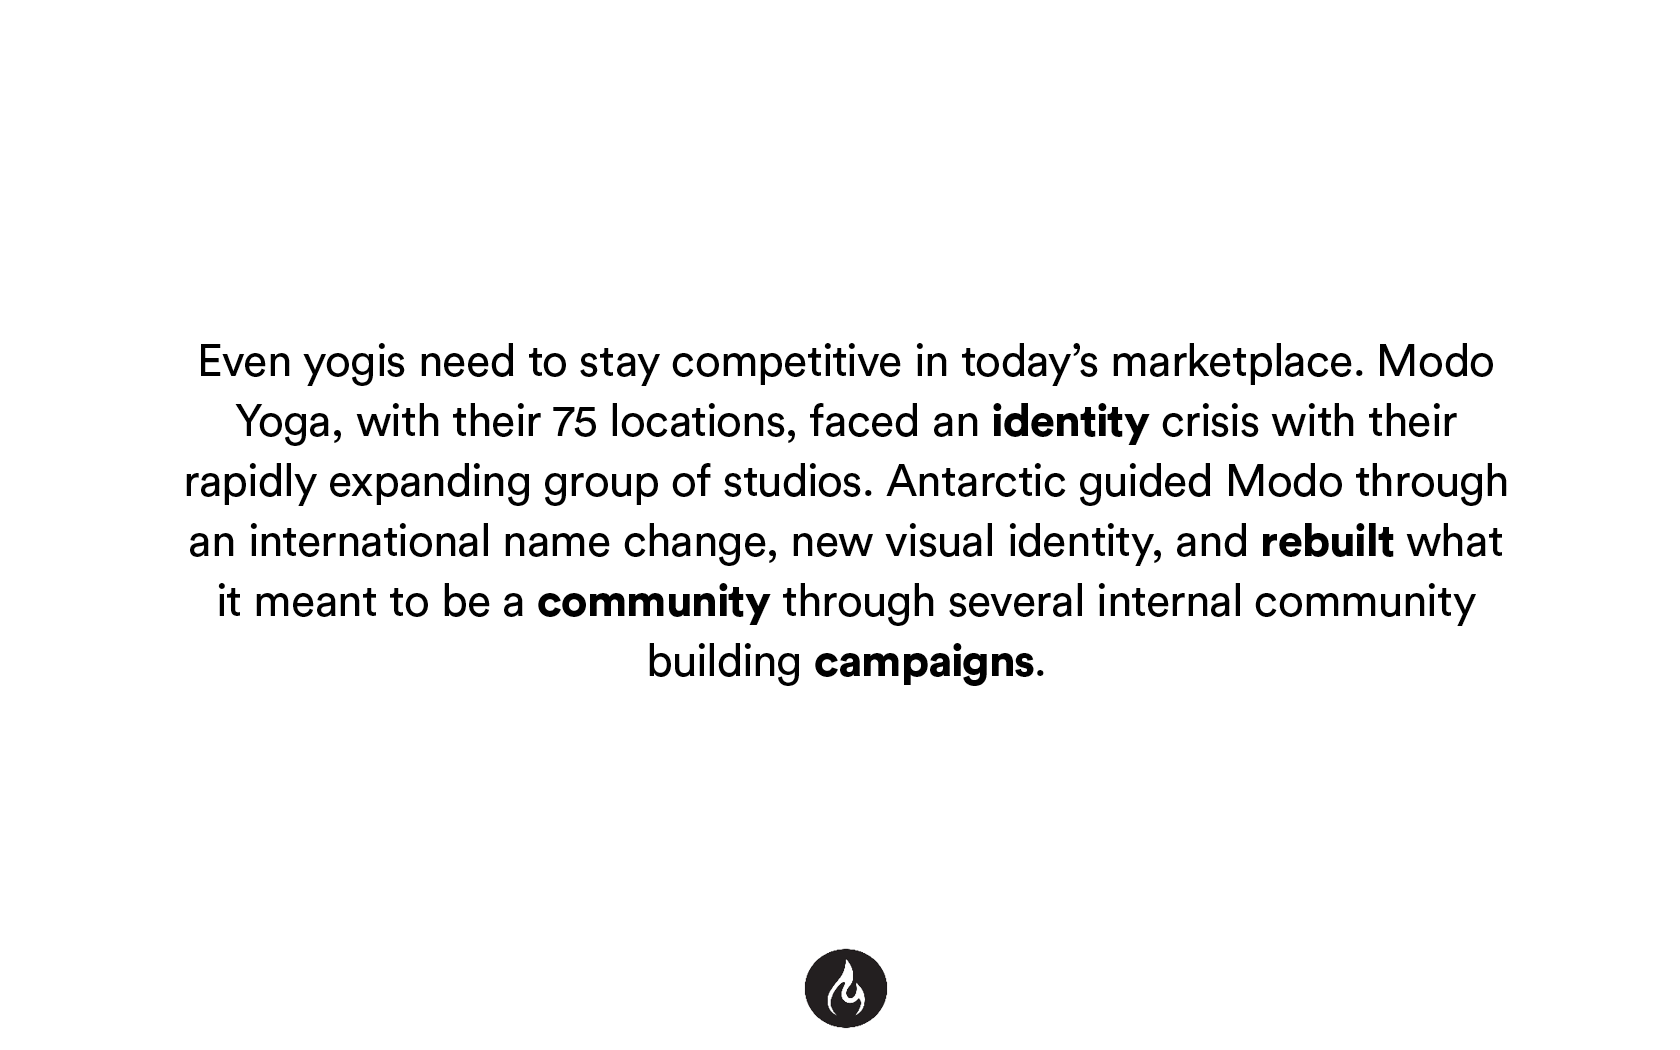 Even yogis need to stay competitive in today’s marketplace. Modo
Yoga, with their 75 locations, faced an identity crisis with their
rapidly expanding group of studios. Antarctic guided Modo through
an international name change, new visual identity, and rebuilt what
it meant to be a community through several internal community
building campaigns.